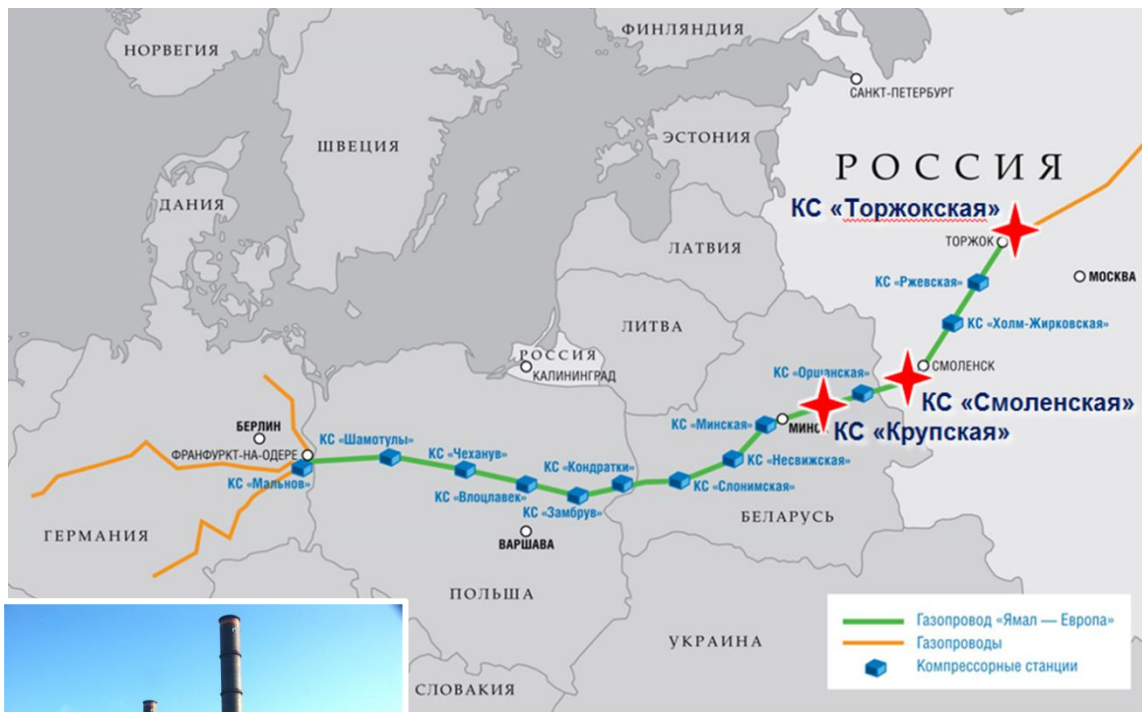 НОРВЕГИЯ
ФИНЛЯНДИЯ
САНКТ-ПЕТЕРБУРГ
ШВЕЦИЯ
ЭСТОНИЯ
РОССИЯ
КС «Торжокская»
ДАНИЯ
ТОРЖОК
ЛАТВИЯ
КС «Ржевская»
МОСКВА
КС «Холм-Жирковская»
ЛИТВА
РОССИЯ
КАЛИНИНГРАД
СМОЛЕНСК
КС «Оршанская»
КС «Смоленская»
БЕРЛИН
КС «Шамотулы»
КС «Минская»
МИНСК
КС «Крупская»
ФРАНФУРКТ-НА-ОДЕРЕ
КС «Чеханув»
КС «Кондратки»
КС «Несвижская»
КС «Мальнов»
КС «Влоцлавек»
КС «Слонимская»
КС «Замбрув»
БЕЛАРУСЬ
ГЕРМАНИЯ
ВАРШАВА
ПОЛЬША
УКРАИНА
Газопровод «Ямал — Европа»
Газопроводы
Компрессорные станции
СЛОВАКИЯ